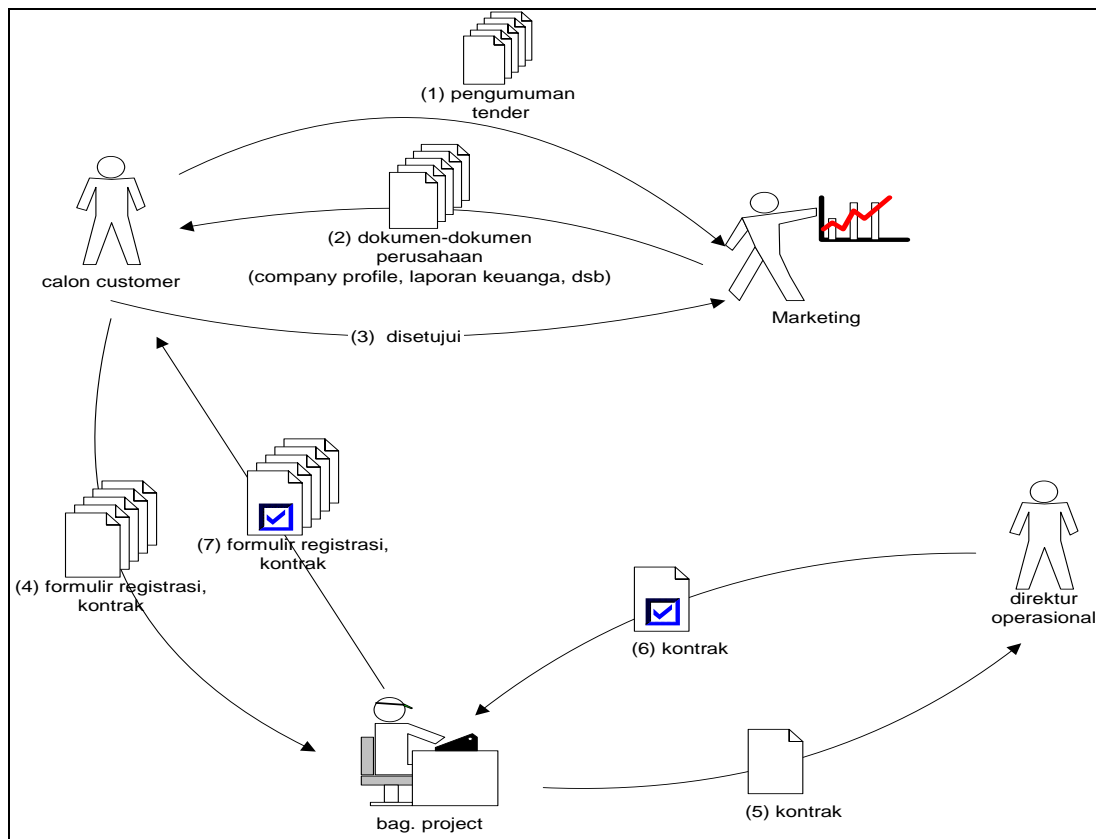 (1) pengumuman
tender
(2) dokumen-dokumen
perusahaan
(company profile, laporan keuanga, dsb)
calon customer
Marketing
(3) disetujui
(7) formulir registrasi,
kontrak
(4) formulir registrasi,
kontrak
direktur
operasional
(6) kontrak
(5) kontrak
bag. project